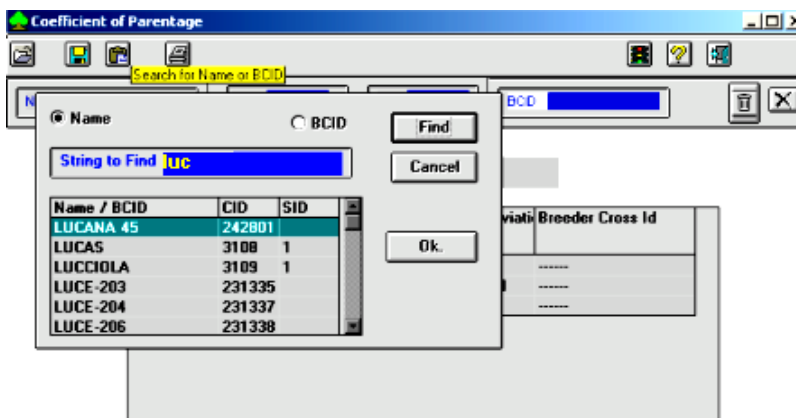 Coefficient of Parentage
Search for Name or BCID
N
BCID
Name
BCID
Find
String to Find luc
Cancel
Name / BCID CID SID
LUCANA 45 242801
LUCAS 3108 1
LUCCIOLA 3109 1
LUCE-203 231335
LUCE-204 231337
LUCE-206 231338
Ok.
viati Breeder Cross Id
------
------
------